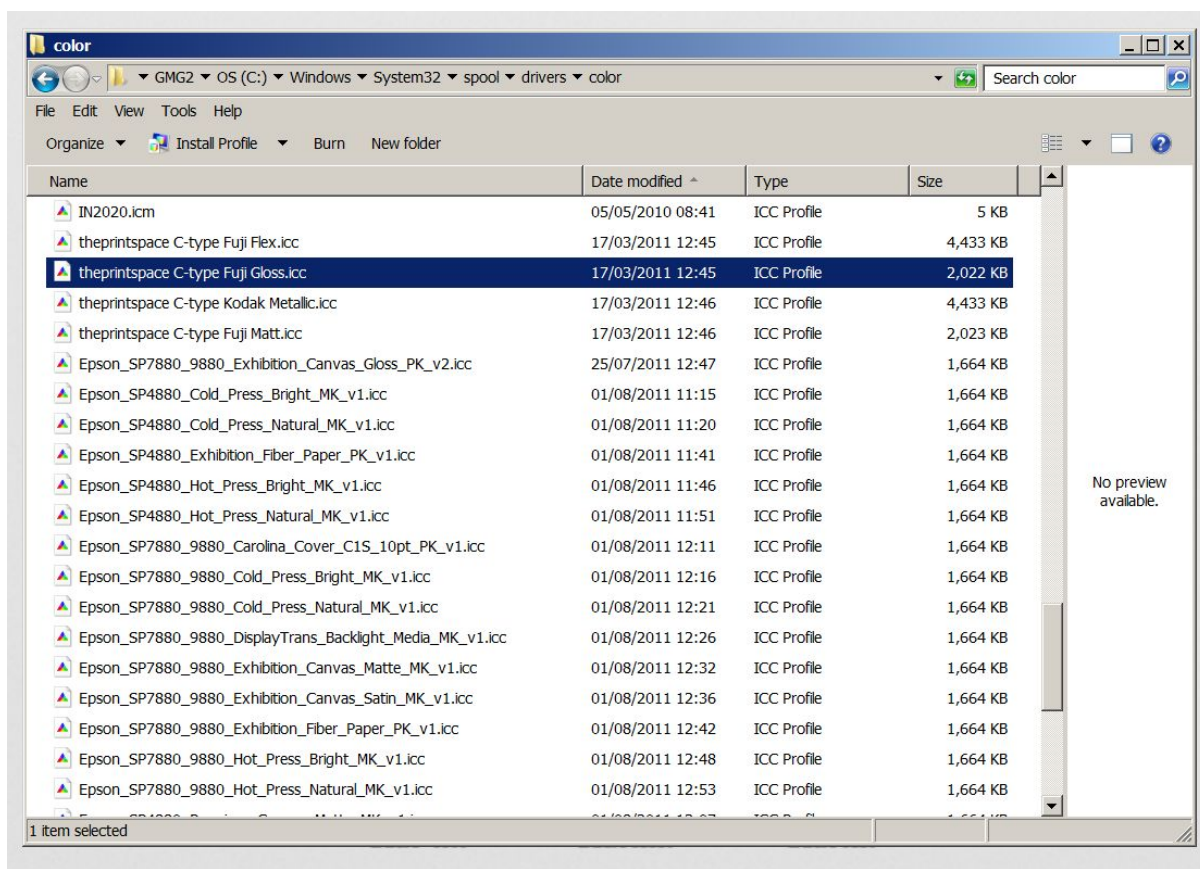 color
GMG2 OS (C:) Windows System32 spool drivers color Search color
File Edit View Tools Help
Organize Install Profile Burn New folder
Name Date modified Type Size
IN2020.icm 05/05/2010 08:41 ICC Profile 5 KB
theprintspace C-type Fuji Flex.icc 17/03/2011 12:45 ICC Profile 4,433 KB
theprintspace C-type Fuji Gloss.icc 17/03/2011 12:45 ICC Profile 2,022 KB
theprintspace C-type Kodak Metallic.icc 17/03/2011 12:46 ICC Profile 4,433 KB
theprintspace C-type Fuji Matt.icc 17/03/2011 12:46 ICC Profile 2,023 KB
Epson_SP7880_9880_Exhibition_Canvas_Gloss_PK_v2.icc 25/07/2011 12:47 ICC Profile 1,664 KB
Epson_SP4880_Cold_Press_Bright_MK_v1.icc 01/08/2011 11:15 ICC Profile 1,664 KB
Epson_SP4880_Cold_Press_Natural_MK_v1.icc 01/08/2011 11:20 ICC Profile 1,664 KB
Epson_SP4880_Exhibition_Fiber_Paper_PK_v1.icc 01/08/2011 11:41 ICC Profile 1,664 KB
Epson_SP4880_Hot_Press_Bright_MK_v1.icc 01/08/2011 11:46 ICC Profile 1,664 KB
Epson_SP4880_Hot_Press_Natural_MK_v1.icc 01/08/2011 11:51 ICC Profile 1,664 KB
Epson_SP7880_9880_Carolina_Cover_C1S_10pt_PK_v1.icc 01/08/2011 12:11 ICC Profile 1,664 KB
Epson_SP7880_9880_Cold_Press_Bright_MK_v1.icc 01/08/2011 12:16 ICC Profile 1,664 KB
Epson_SP7880_9880_Cold_Press_Natural_MK_v1.icc 01/08/2011 12:21 ICC Profile 1,664 KB
Epson_SP7880_9880_DisplayTrans_Backlight_Media_MK_v1.icc 01/08/2011 12:26 ICC Profile 1,664 KB
Epson_SP7880_9880_Exhibition_Canvas_Matte_MK_v1.icc 01/08/2011 12:32 ICC Profile 1,664 KB
Epson_SP7880_9880_Exhibition_Canvas_Satin_MK_v1.icc 01/08/2011 12:36 ICC Profile 1,664 KB
Epson_SP7880_9880_Exhibition_Fiber_Paper_PK_v1.icc 01/08/2011 12:42 ICC Profile 1,664 KB
Epson_SP7880_9880_Hot_Press_Bright_MK_v1.icc 01/08/2011 12:48 ICC Profile 1,664 KB
Epson_SP7880_9880_Hot_Press_Natural_MK_v1.icc 01/08/2011 12:53 ICC Profile 1,664 KB
No preview
available.
1 item selected